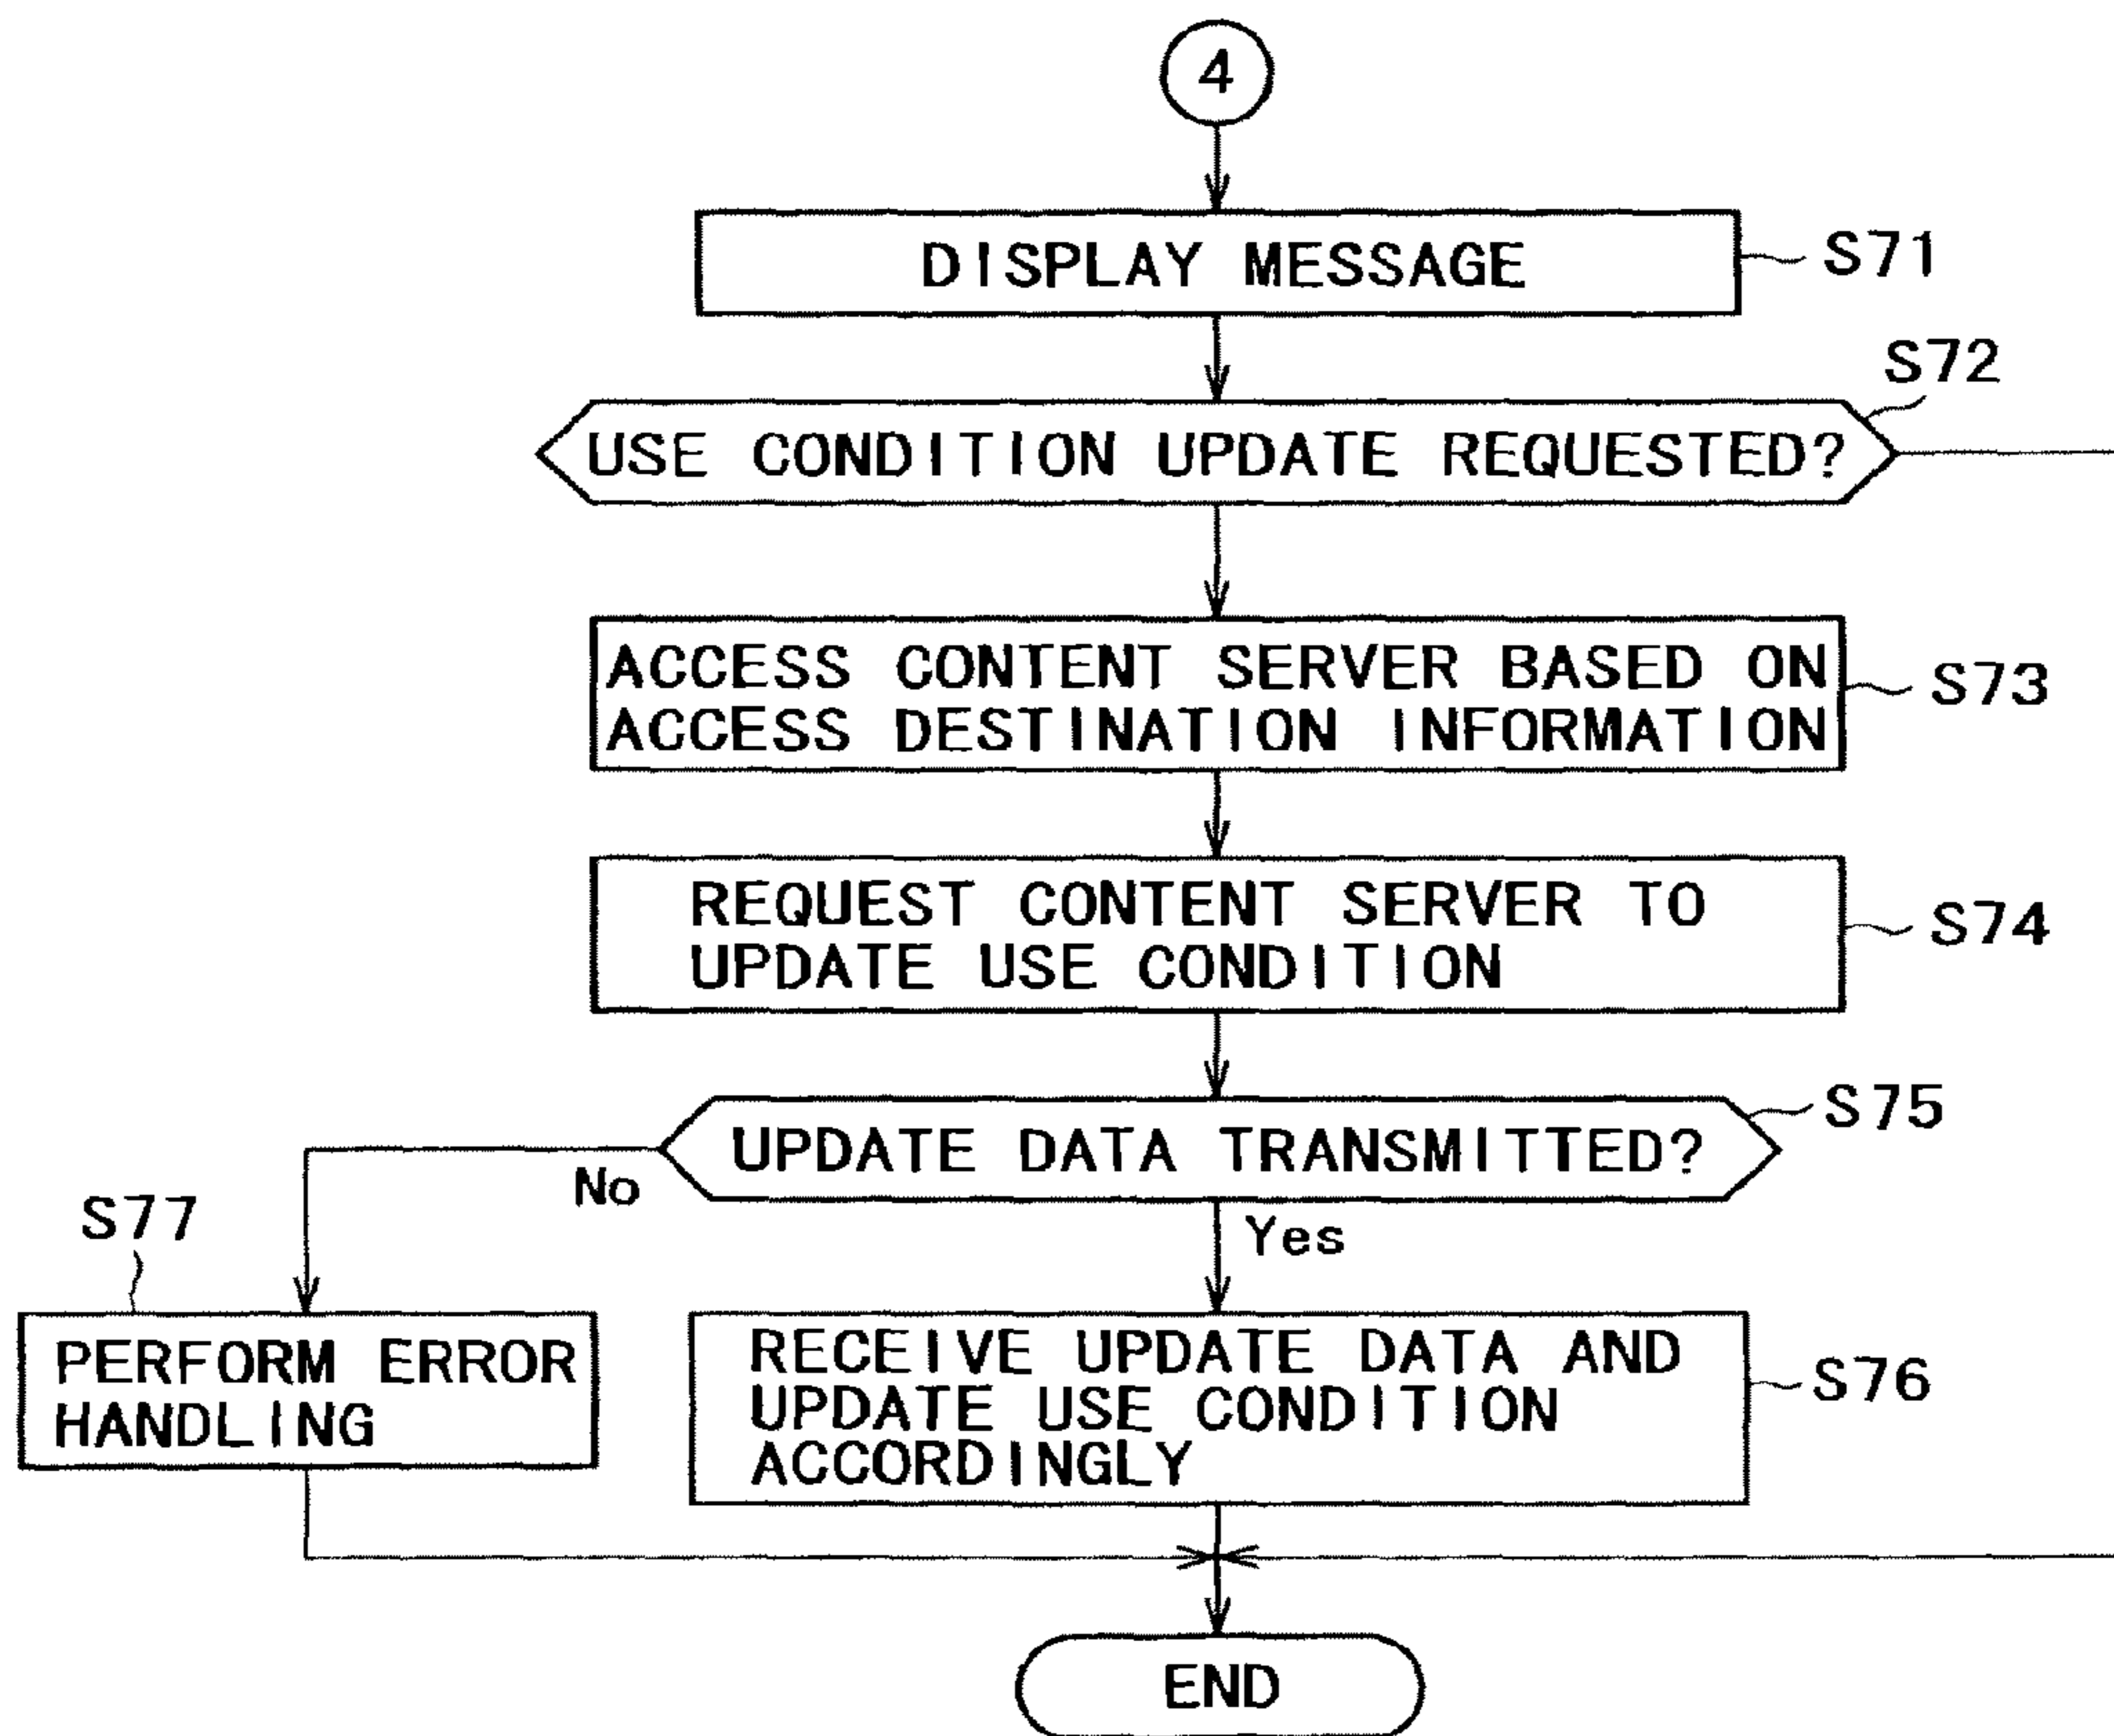 4
DISPLAY MESSAGE
S71
S72
USE CONDITION UPDATE REQUESTED?
ACCESS CONTENT SERVER BASED ON
ACCESS DESTINATION INFORMATION
S73
REQUEST CONTENT SERVER TO
UPDATE USE CONDITION
S74
S75
UPDATE DATA TRANSMITTED?
No
Yes
S77
PERFORM ERROR
HANDLING
RECEIVE UPDATE DATA AND
UPDATE USE CONDITION
ACCORDINGLY
S76
END